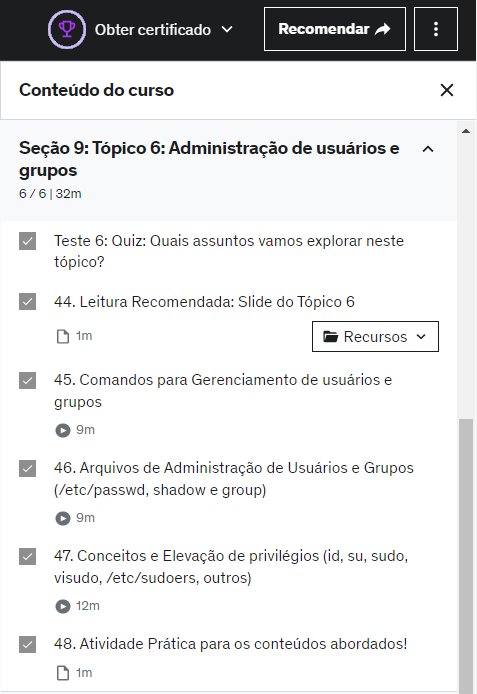 Obter certificado
Recomendar
Conteúdo do curso
Seção 9: Tópico 6: Administração de usuários e
grupos
6 / 6 | 32m
Teste 6: Quiz: Quais assuntos vamos explorar neste
tópico?
44. Leitura Recomendada: Slide do Tópico 6
1m
Recursos
45. Comandos para Gerenciamento de usuários e
grupos
9m
46. Arquivos de Administração de Usuários e Grupos
(/etc/passwd, shadow e group)
9m
47. Conceitos e Elevação de privilégios (id, su, sudo,
visudo, /etc/sudoers, outros)
12m
48. Atividade Prática para os conteúdos abordados!
1m